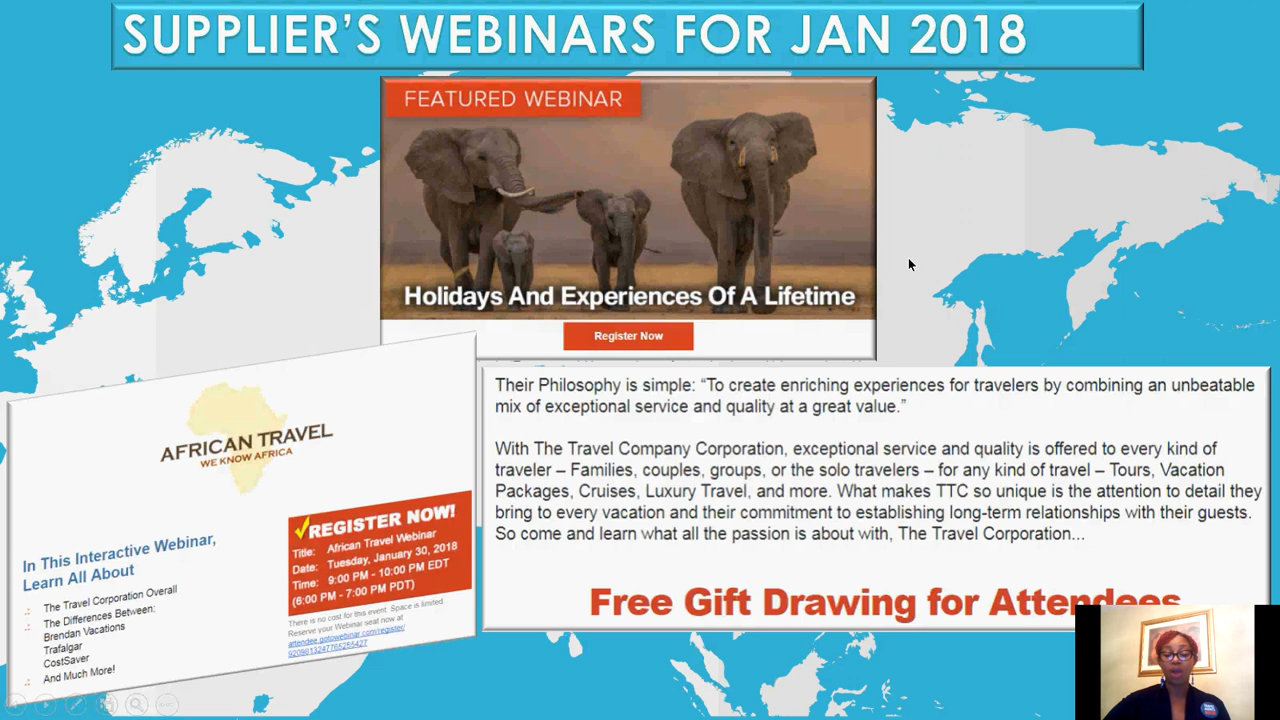 SUPPLIER'S WEBINARS FOR JAN 2018
FEATURED WEBINAR
Holidays And Experiences Of A Lifetime
Register Now
AFRICAN TRAVEL
WE KNOW AFRICA
In This Interactive Webinar,
Learn All About
The Travel Corporation Overall
The Differences Between:
Brendan Vacations
Trafalgar
CostSaver
And Much More!
REGISTER NOW!
Title: African Travel Webinar
Date: Tuesday, January 30, 2018
Time: 9:00 PM - 10:00 PM EDT
(6:00 PM - 7:00 PM PDT)
There is no cost for this event. Space is limited.
Reserve your Webinar seat now at
attendee.gotowebinar.com/register/
Their Philosophy is simple: “To create enriching experiences for travelers by combining an unbeatable
mix of exceptional service and quality at a great value.”
With The Travel Company Corporation, exceptional service and quality is offered to every kind of
traveler – Families, couples, groups, or the solo travelers – for any kind of travel – Tours, Vacation
Packages, Cruises, Luxury Travel, and more. What makes TTC so unique is the attention to detail they
bring to every vacation and their commitment to establishing long-term relationships with their guests.
So come and learn what all the passion is about with, The Travel Corporation...
Free Gift Drawing for Attendees